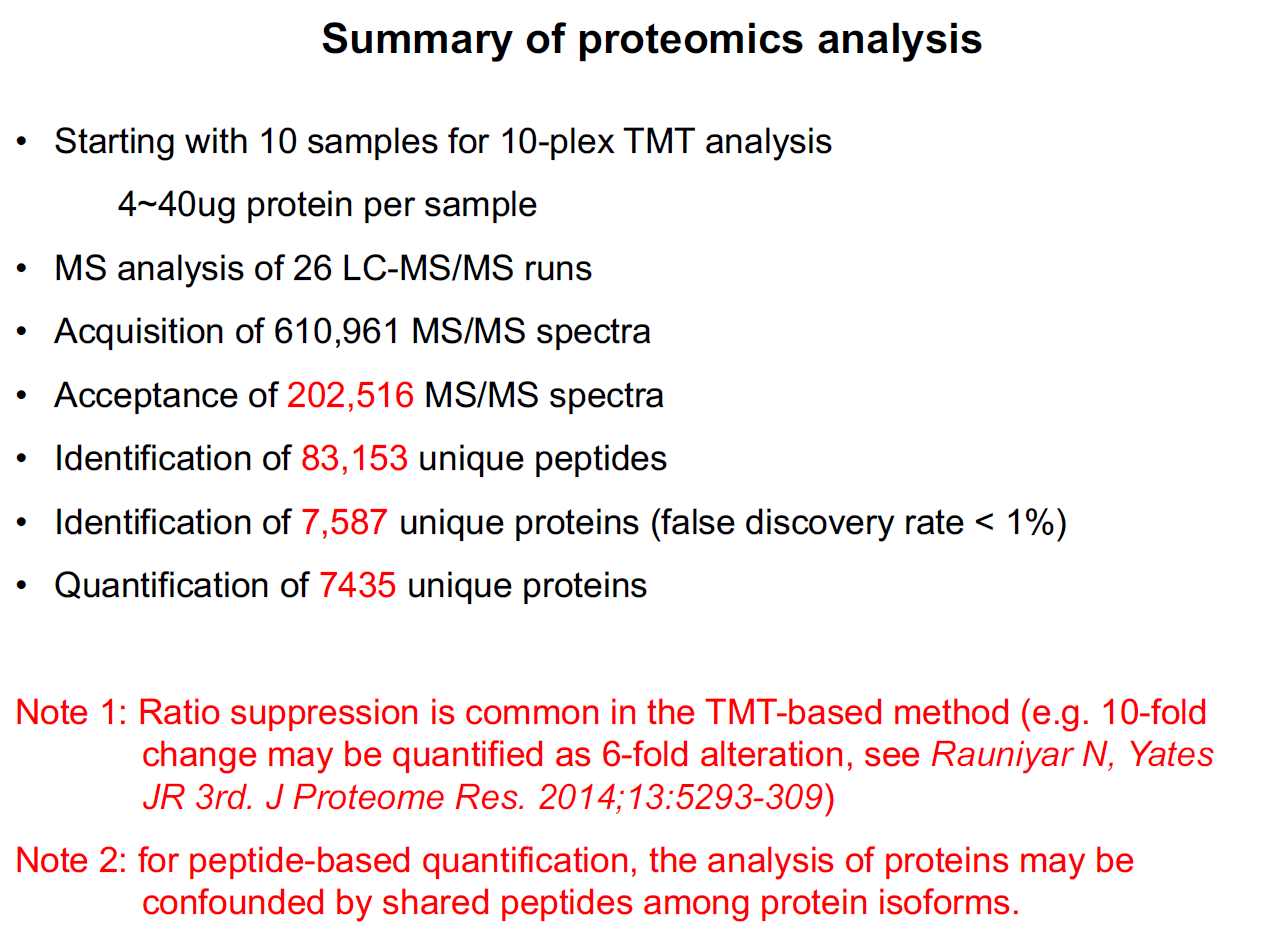 Summary of proteomics analysis
• Starting with 10 samples for 10-plex TMT analysis
4~40ug protein per sample
• MS analysis of 26 LC-MS/MS runs
• Acquisition of 610,961 MS/MS spectra
• Acceptance of 202,516 MS/MS spectra
• Identification of 83,153 unique peptides
• Identification of 7,587 unique proteins (false discovery rate < 1%)
• Quantification of 7435 unique proteins
Note 1: Ratio suppression is common in the TMT-based method (e.g. 10-fold
change may be quantified as 6-fold alteration, see Rauniyar N, Yates
JR 3rd. J Proteome Res. 2014;13:5293-309)
Note 2: for peptide-based quantification, the analysis of proteins may be
confounded by shared peptides among protein isoforms.